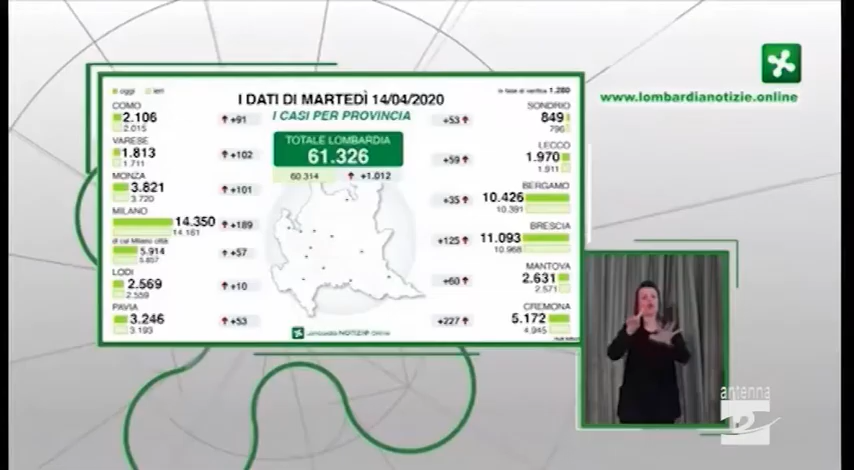 www.lombardianotizie.online
oggi ieri
I DATI DI MARTEDÌ 14/04/2020
in fase di verifica 1.280
I CASI PER PROVINCIA
TOTALE LOMBARDIA
61.326
60.314 +1.012
COMO
2.106 +91
2.015
VARESE
1.813 +102
1.711
MONZA
3.821 +101
3.720
MILANO
14.350 +189
14.161
di cui Milano città
5.914 +57
5.857
LODI
2.569 +10
2.559
PAVIA
3.246 +53
3.193
SONDRIO
+53 849
796
LECCO
+59 1.970
1.911
BERGAMO
+35 10.426
10.391
BRESCIA
+125 11.093
10.968
MANTOVA
+60 2.631
2.571
CREMONA
+227 5.172
4.945
Lombardia NOTIZIE Online
antenna